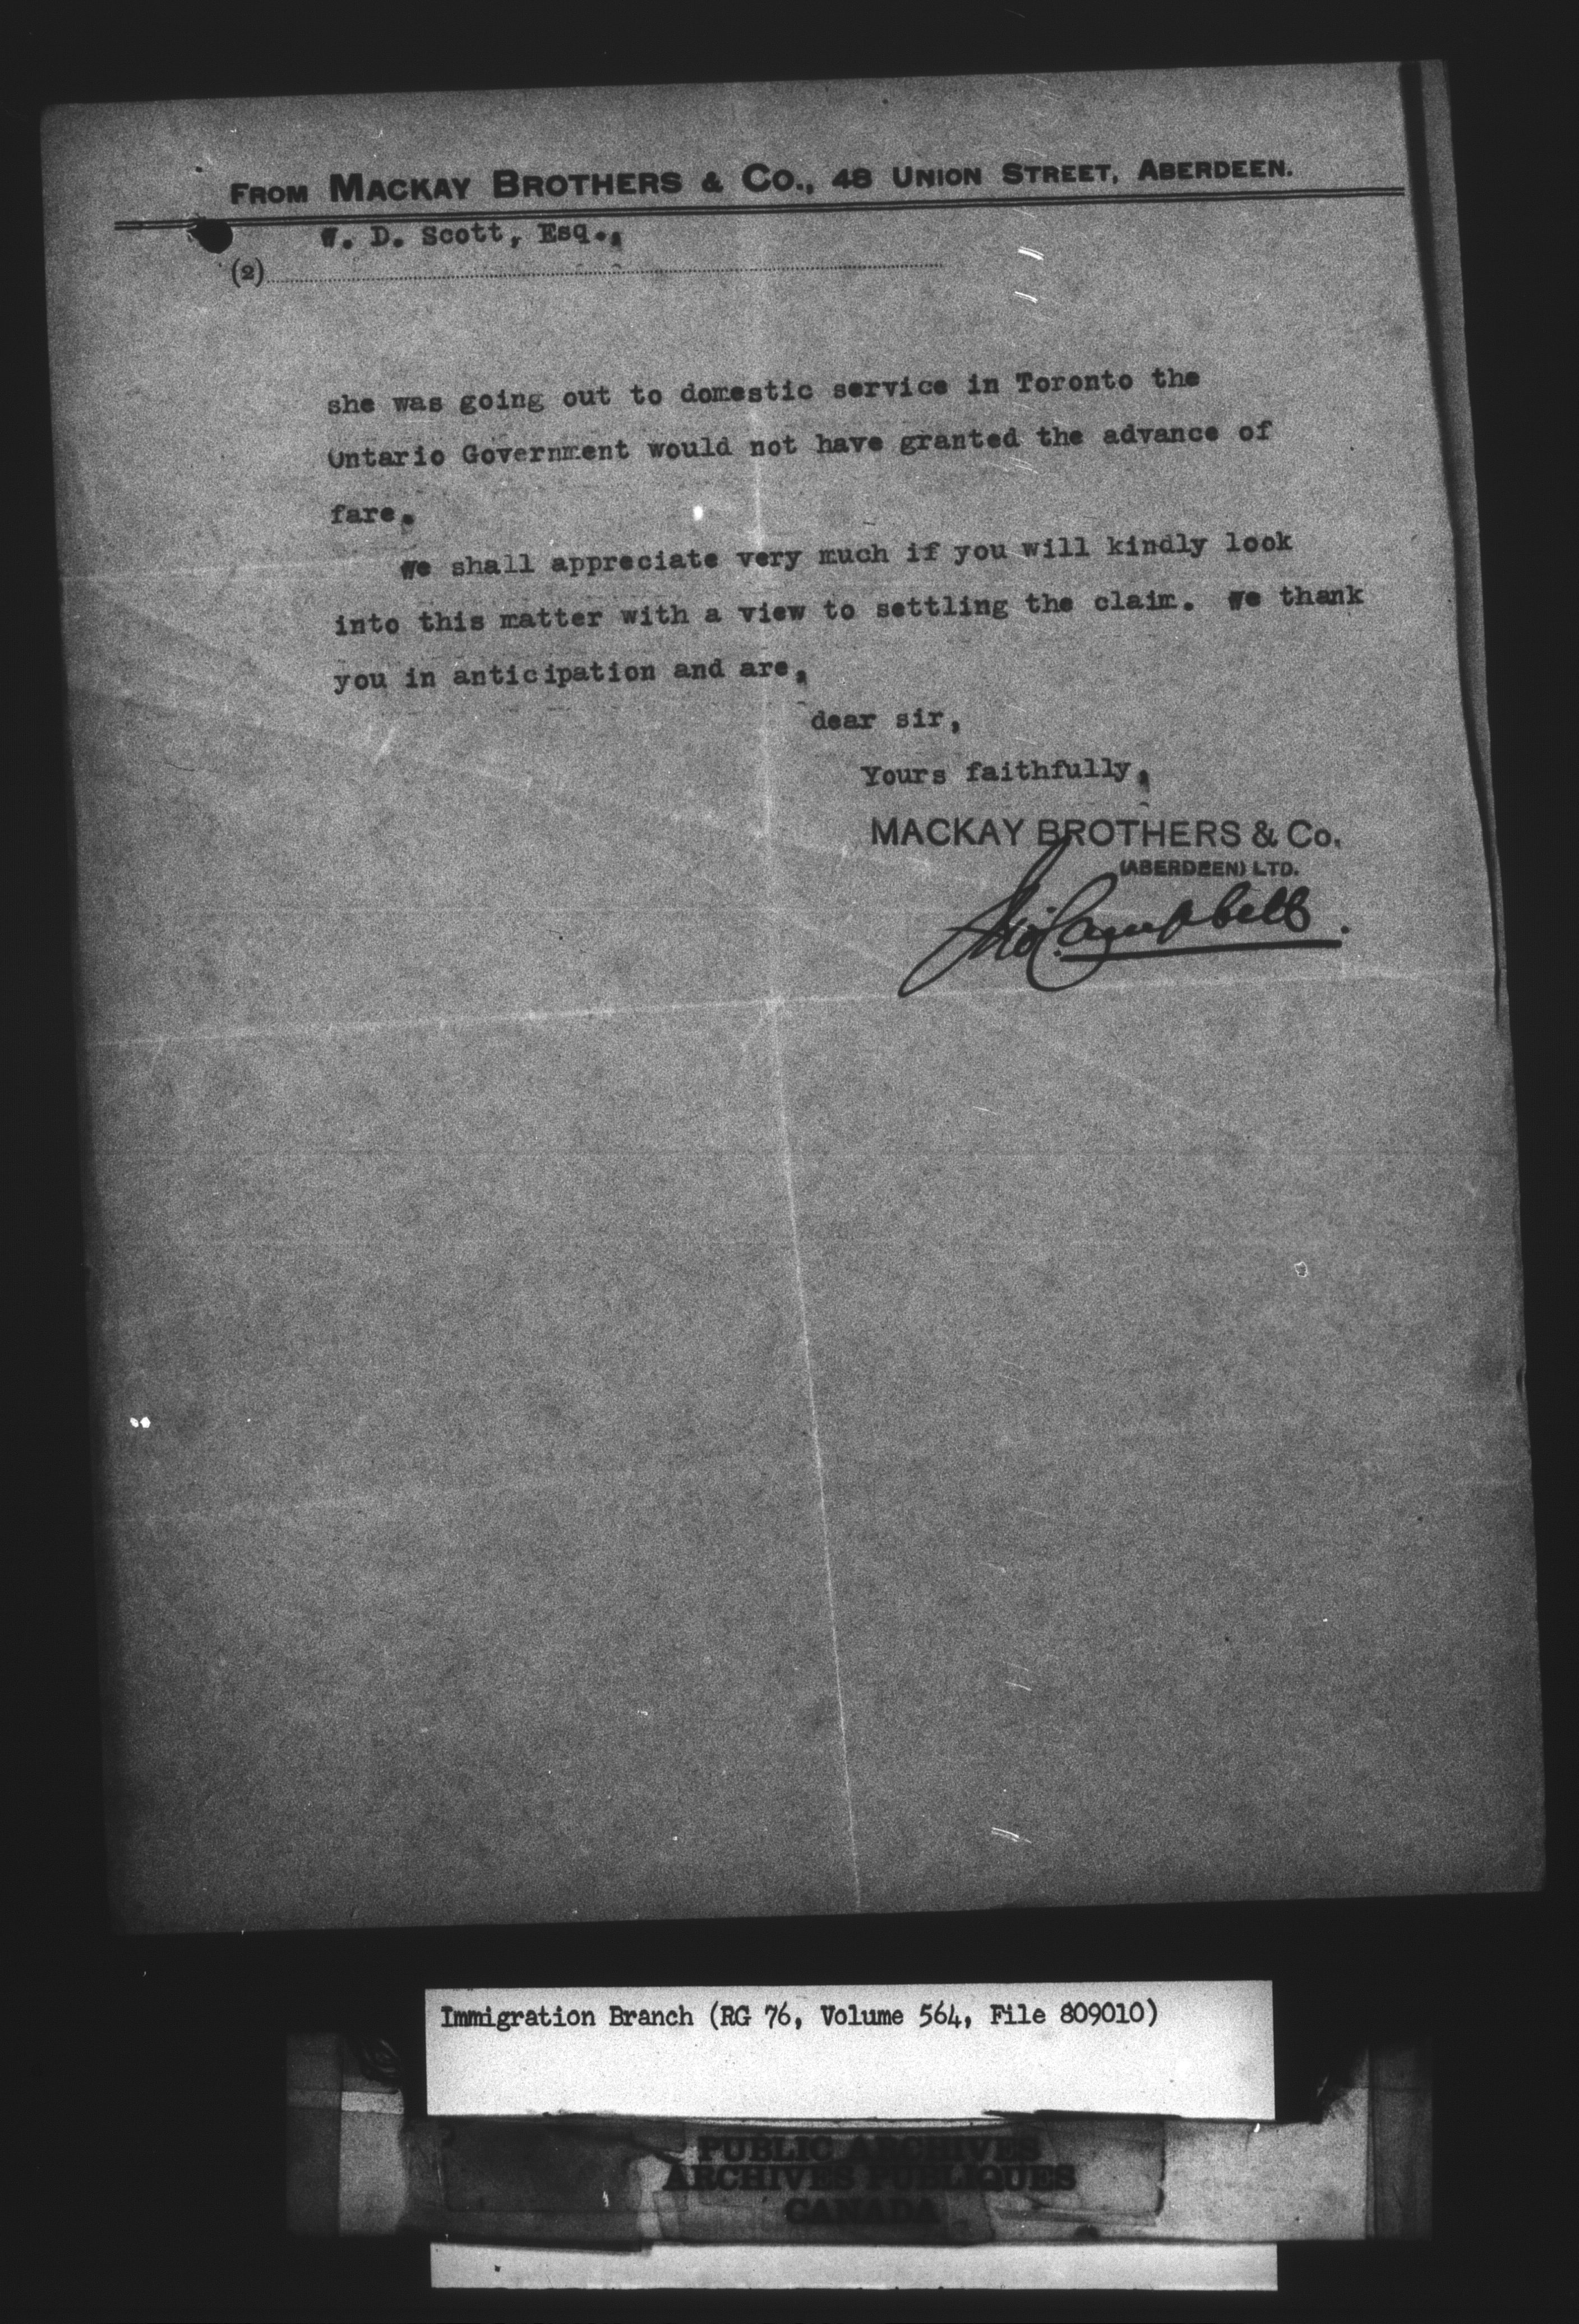 FROM MACKAY BROTHERS & CO., 48 UNION STREET, ABERDEEN.
W. D. Scott, Esq.,
(2)
she was going out to domestic service in Toronto the
Ontario Government would not have granted the advance of
fare.
We shall appreciate very much if you will kindly look
into this matter with a view to settling the claim. We thank
you in anticipation and are,
dear sir,
Yours faithfully,
MACKAY BROTHERS & Co.
(ABERDEEN) LTD.
Campbell.
Immigration Branch (RG 76, Volume 564, File 809010)
PUBLIC ARCHIVES
ARCHIVES PUBLIQUES
CANADA